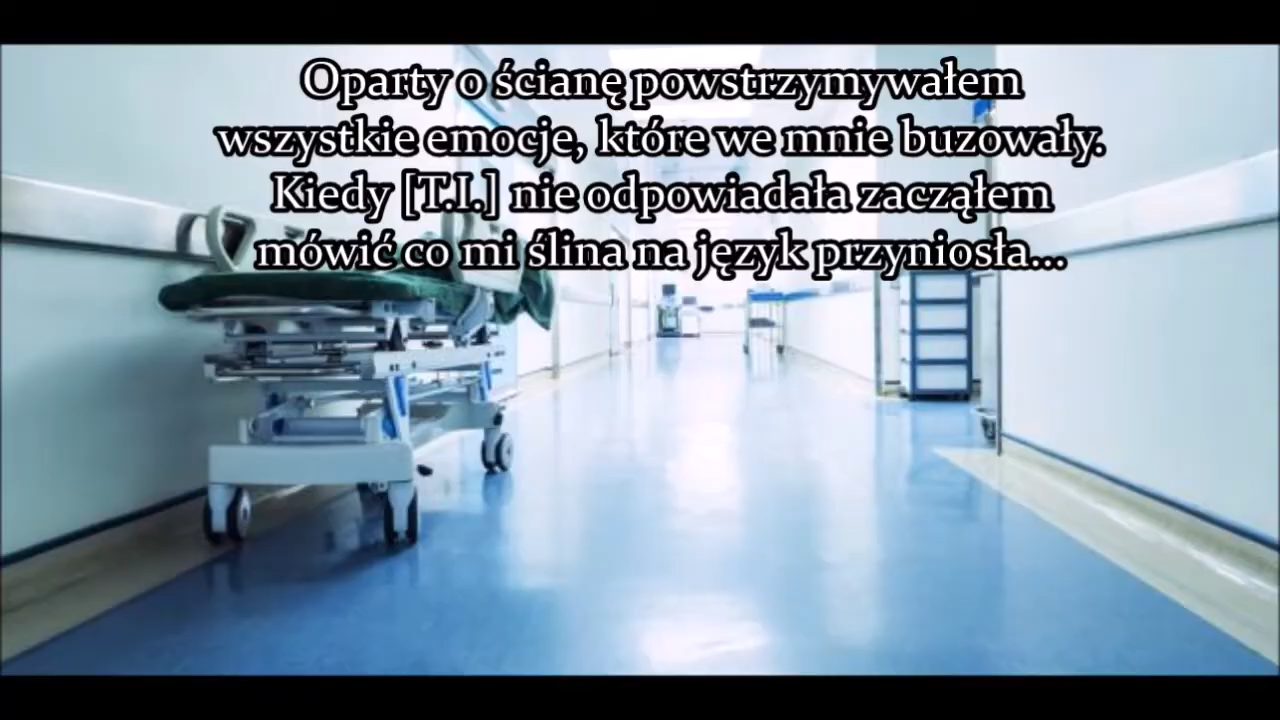 Oparty o ścianę powstrzymywałem
wszystkie emocje, które we mnie buzowały.
Kiedy [T.I.] nie odpowiadała zacząłem
mówić co mi ślina na język przyniosła...